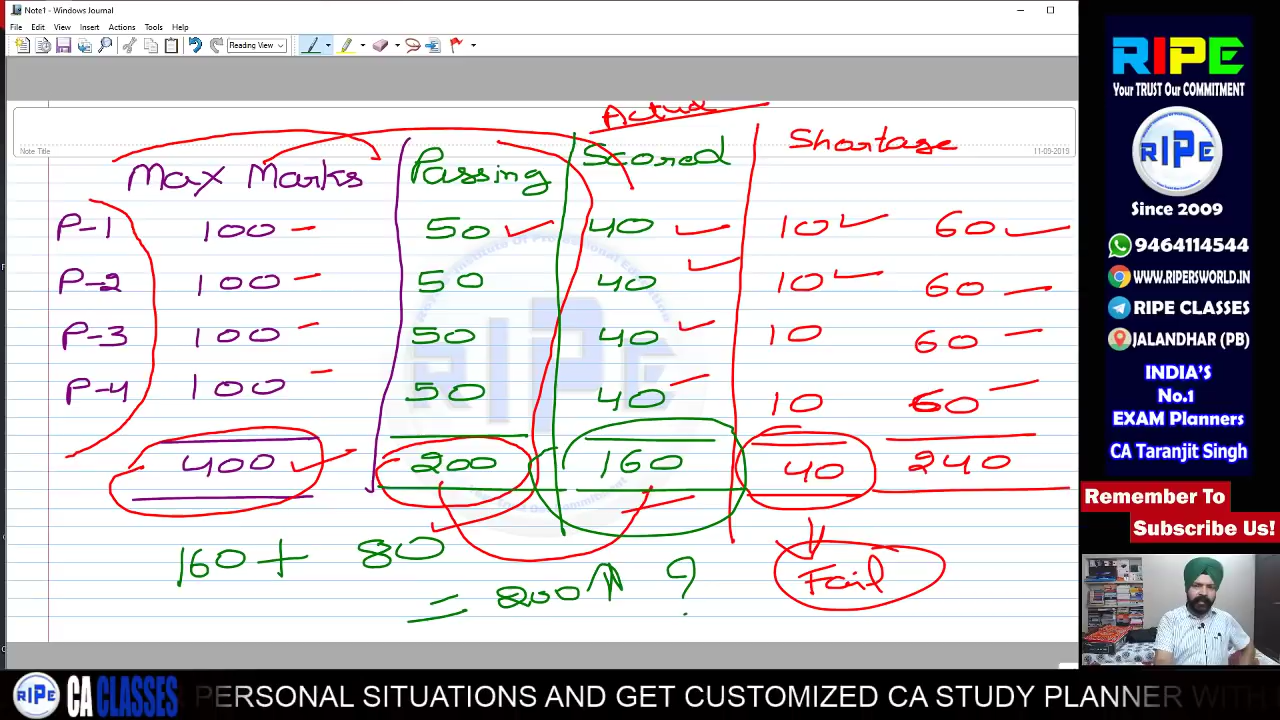 Note1 - Windows Journal
File Edit View Insert Actions Tools Help
Reading View
Note Title
11-09-2019
Actual
Max Marks Passing Scored Shortage
P-1 100 50 40 10 60
P-2 100 50 40 10 60
P-3 100 50 40 10 60
P-4 100 50 40 10 60
400 200 160 40 240
160 + 80
= 200 ?
Fail
RIPE
Your TRUST Our COMMITMENT
RIPE
Since 2009
9464114544
WWW.RIPERSWORLD.IN
RIPE CLASSES
JALANDHAR (PB)
INDIA'S
No.1
EXAM Planners
CA Taranjit Singh
Remember To
Subscribe Us!
RIPE CA CLASSES PERSONAL SITUATIONS AND GET CUSTOMIZED CA STUDY PLANNER WITH